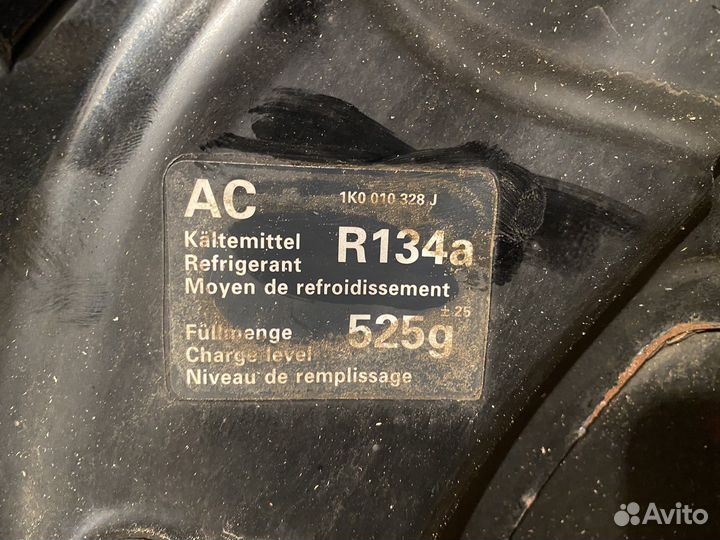 AC
1K0 010 328 J
Kältemittel
R134a
Refrigerant
Moyen de refroidissement
± 25
Füllmenge
525g
Charge level
Niveau de remplissage
Avito